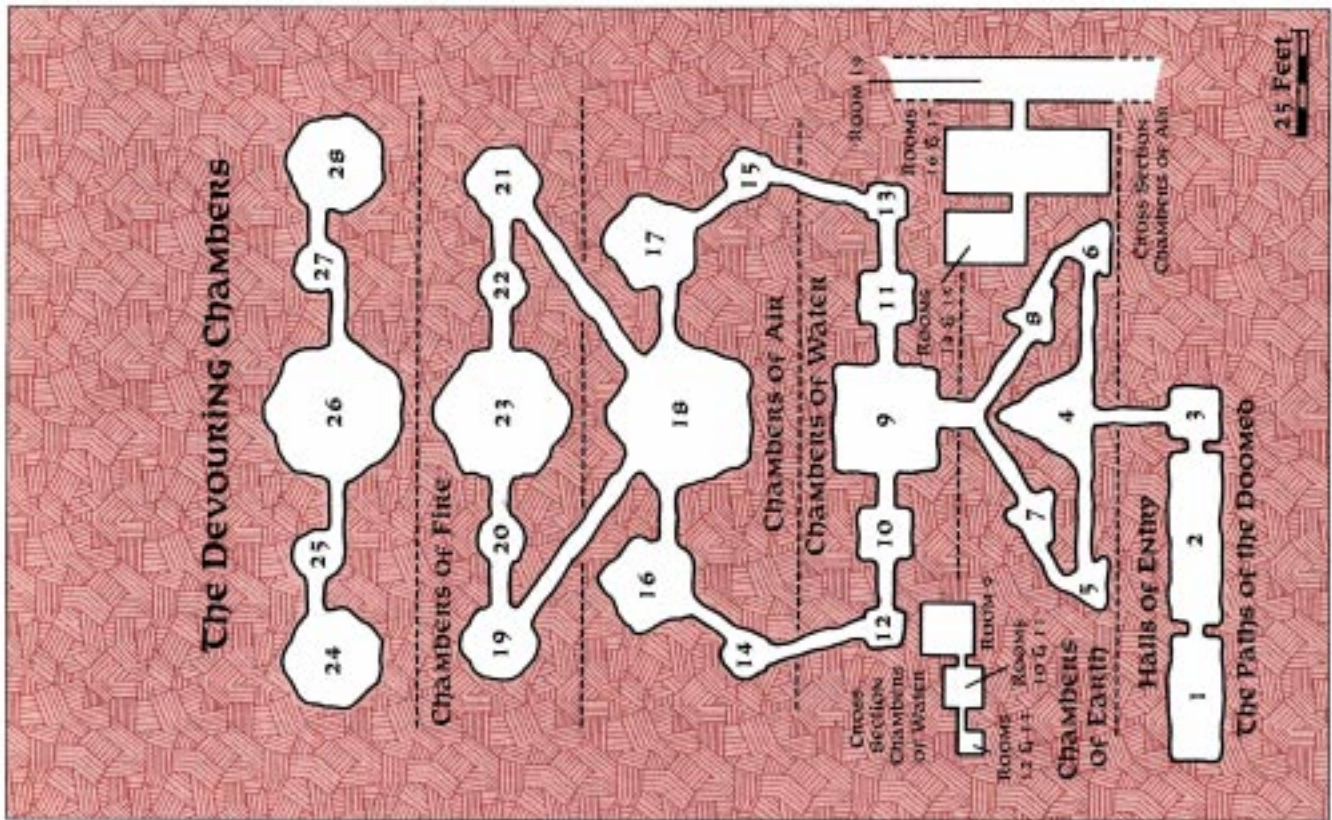 The Devouring Chambers
24
25
26
27
28
Chambers of Fire
19
20
23
22
21
16
18
17
14
15
Chambers of Air
Chambers of Water
12
10
9
11
13
Cross
Section
Chambers
of Water
Rooms
12 & 13
Rooms
10 & 11
Room 9
Room 19
Rooms
16 & 17
Rooms
14 & 15
Cross Section
Chambers of Air
Chambers
of Earth
5
7
4
8
6
Halls of Entry
1
2
3
The Paths of the Doomed
25 Feet